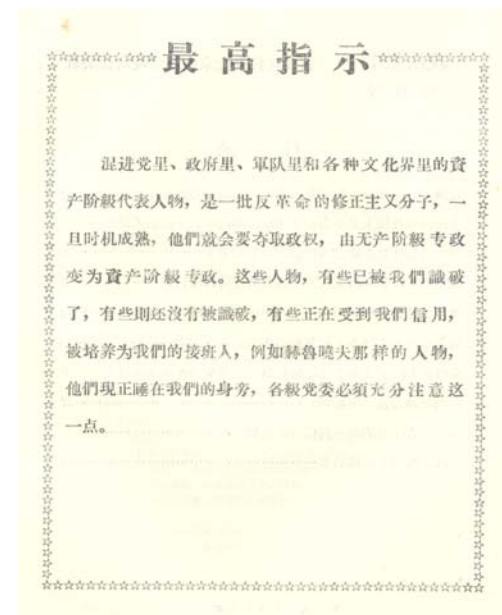 最高指示
混进党里、政府里、軍队里和各种文化界里的資
产阶級代表人物，是一批反革命的修正主义分子，一
旦时机成熟，他們就会要夺取政权，由无产阶級专政
变为資产阶級专政。这些人物，有些已被我們識破
了，有些則还沒有被識破，有些正在受到我們信用，
被培养为我們的接班人，例如赫魯曉夫那样的人物，
他們現正睡在我們的身旁，各級党委必須充分注意这
一点。